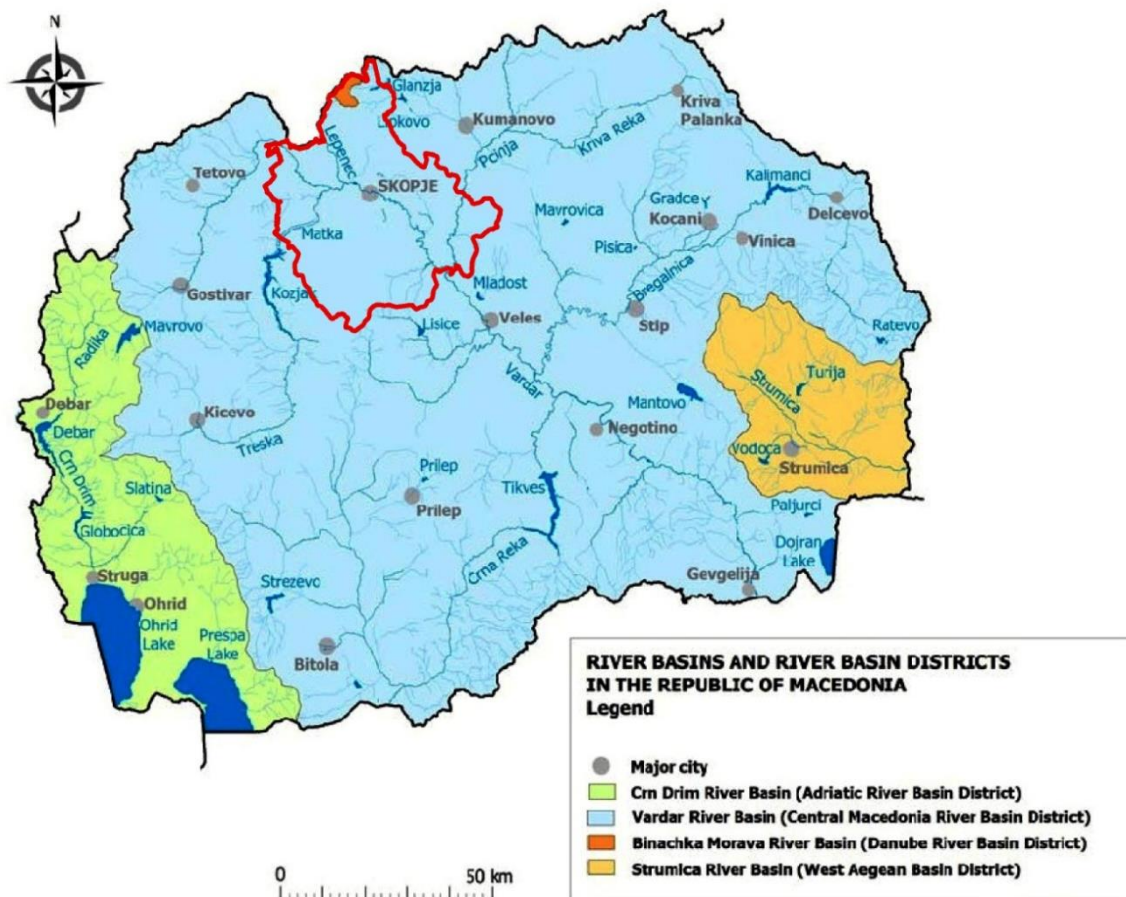 N
Glanzja
Lipkovo
Kumanovo
Kriva
Palanka
Lepenec
Pcinja
Kriva Reka
Tetovo
SKOPJE
Kalimanci
Gradce
Kocani
Delcevo
Mavrovica
Vinica
Matka
Pisica
Bregalnica
Mladost
Gostivar
Kozjak
Lisice
Veles
Stip
Ratevo
Mavrovo
Radika
Vardar
Turija
Strumica
Debar
Debar
Kicevo
Mantovo
Negotino
Treska
Vodoca
Strumica
Crn Drim
Slatina
Prilep
Prilep
Tikves
Paljurci
Globocica
Dojran
Lake
Crna Reka
Struga
Gevgelija
Ohrid
Ohrid
Lake
Strezevo
Prespa
Lake
Bitola
RIVER BASINS AND RIVER BASIN DISTRICTS
IN THE REPUBLIC OF MACEDONIA
Legend
Major city
Crn Drim River Basin (Adriatic River Basin District)
Vardar River Basin (Central Macedonia River Basin District)
Binachka Morava River Basin (Danube River Basin District)
Strumica River Basin (West Aegean Basin District)
0 50 km